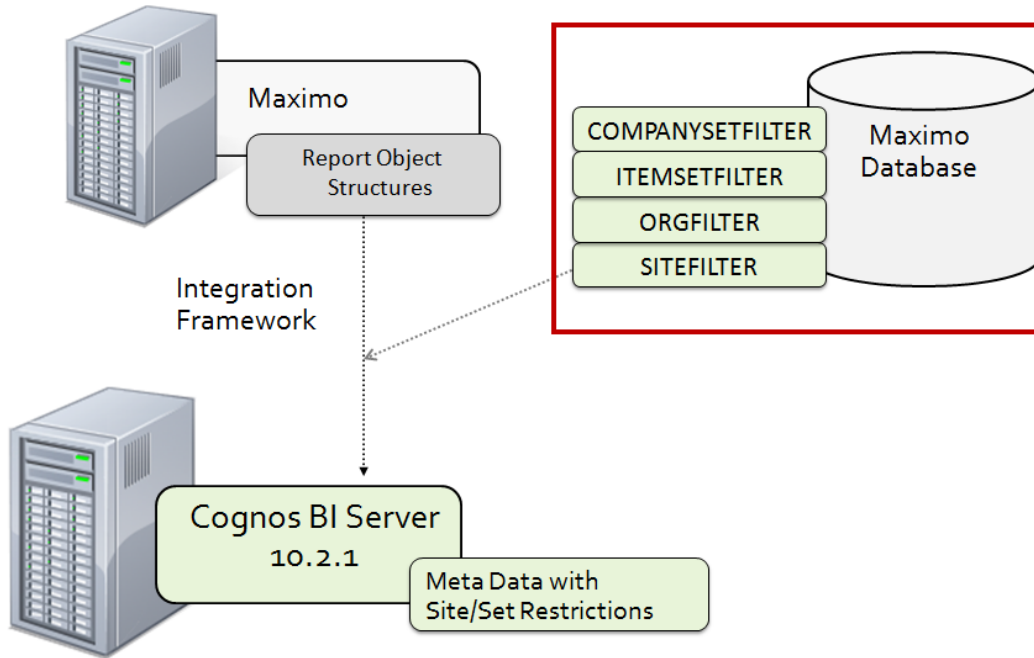 Maximo
Report Object
Structures
COMPANYSETFILTER
ITEMSETFILTER
ORGFILTER
SITEFILTER
Maximo
Database
Integration
Framework
Cognos BI Server
10.2.1
Meta Data with
Site/Set Restrictions